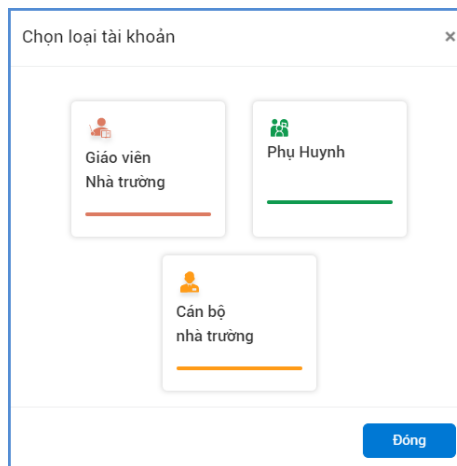 Chọn loại tài khoản
×
Giáo viên
Nhà trường
Phụ Huynh
Cán bộ
nhà trường
Đóng